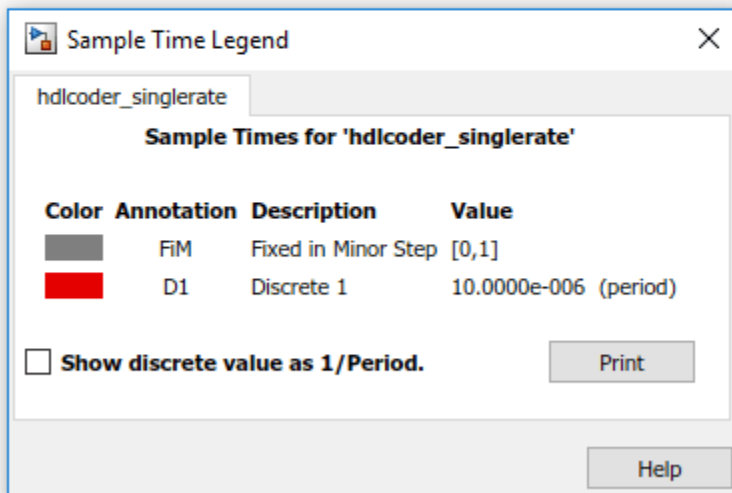 Sample Time Legend
hdlcoder_singlerate
Sample Times for 'hdlcoder_singlerate'
Color Annotation Description Value
FiM Fixed in Minor Step [0,1]
D1 Discrete 1 10.0000e-006 (period)
Show discrete value as 1/Period.
Print
Help